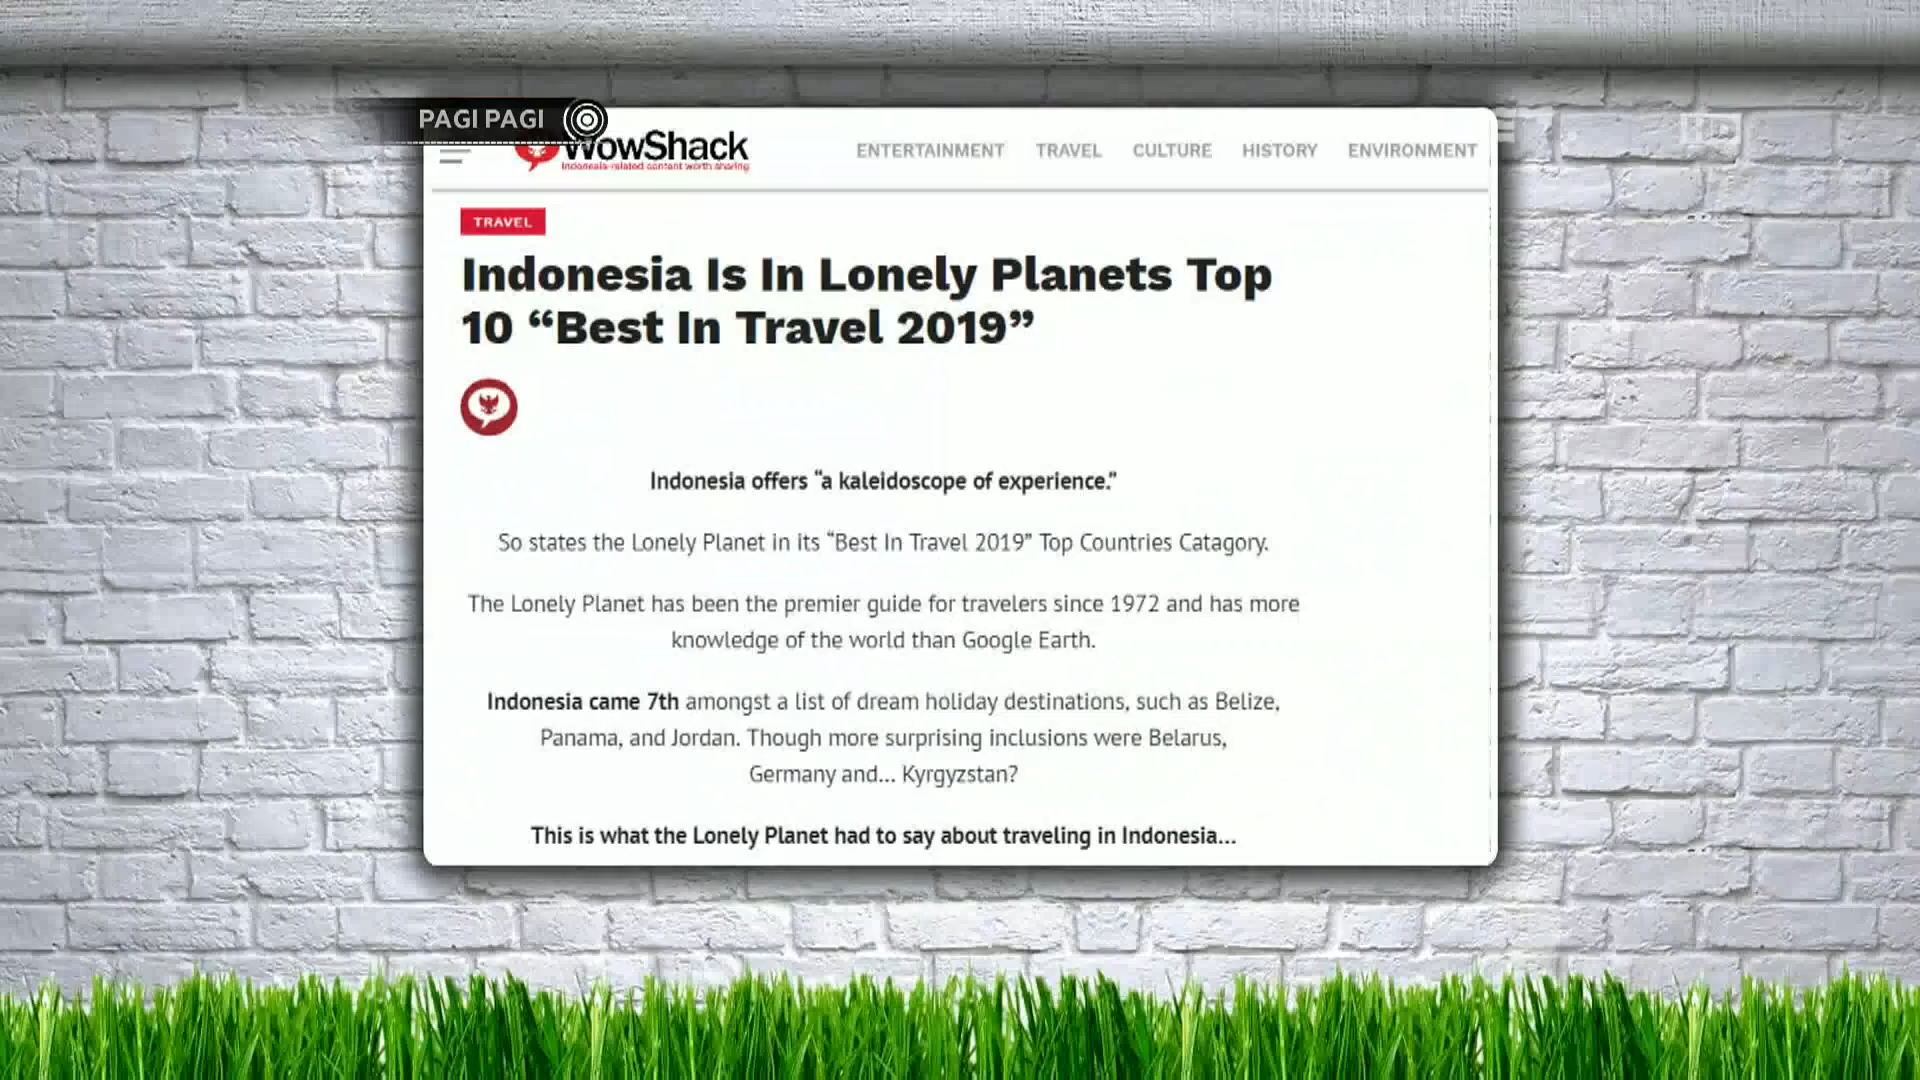 PAGI PAGI
WowShack
Indonesia-related content worth sharing
ENTERTAINMENT TRAVEL CULTURE HISTORY ENVIRONMENT
TRAVEL
Indonesia Is In Lonely Planets Top
10 “Best In Travel 2019”
Indonesia offers “a kaleidoscope of experience.”
So states the Lonely Planet in its “Best In Travel 2019” Top Countries Catagory.
The Lonely Planet has been the premier guide for travelers since 1972 and has more
knowledge of the world than Google Earth.
Indonesia came 7th amongst a list of dream holiday destinations, such as Belize,
Panama, and Jordan. Though more surprising inclusions were Belarus,
Germany and... Kyrgyzstan?
This is what the Lonely Planet had to say about traveling in Indonesia...